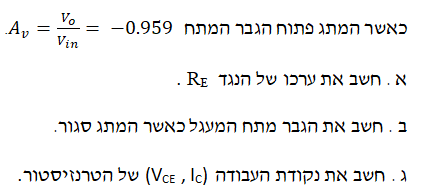 כאשר המתג פתוח הגבר המתח A_v = V_o / V_in = −0.959.
א . חשב את ערכו של הנגד R_E .
ב . חשב את הגבר מתח המעגל כאשר המתג סגור.
ג . חשב את נקודת העבודה (V_CE , I_C) של הטרנזיסטור.